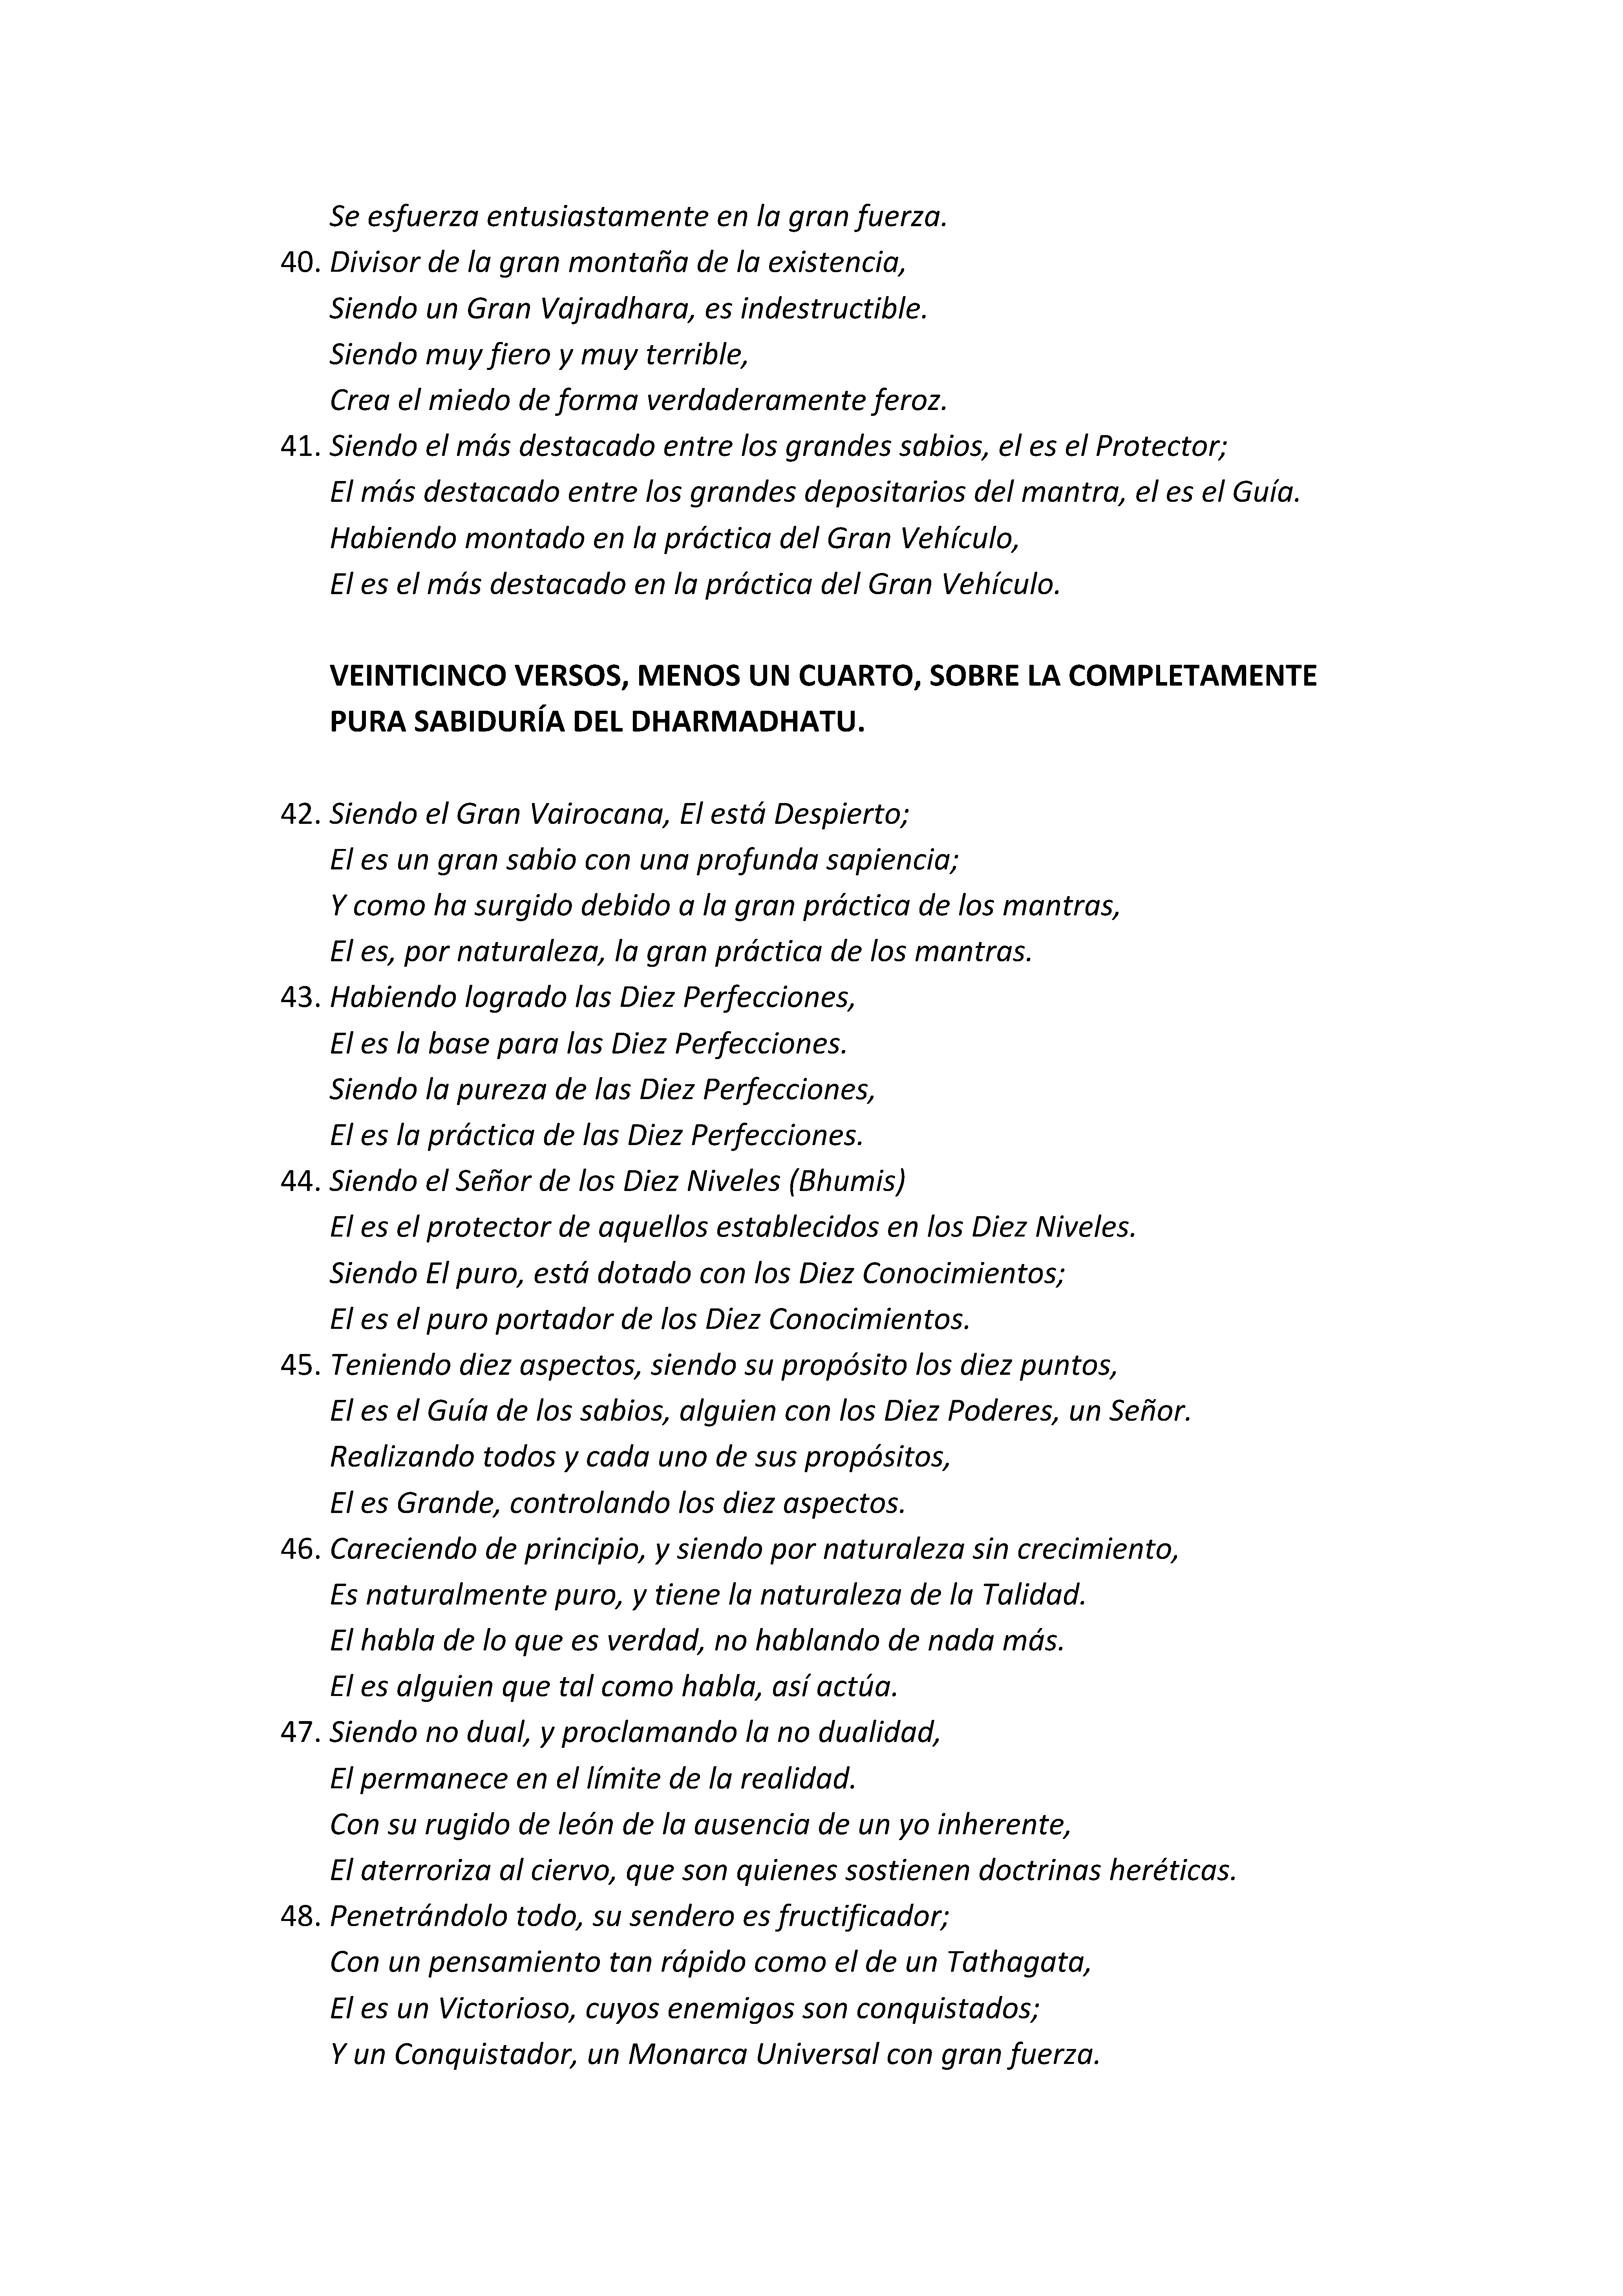 Se esfuerza entusiastamente en la gran fuerza.
40. Divisor de la gran montaña de la existencia,
Siendo un Gran Vajradhara, es indestructible.
Siendo muy fiero y muy terrible,
Crea el miedo de forma verdaderamente feroz.
41. Siendo el más destacado entre los grandes sabios, el es el Protector;
El más destacado entre los grandes depositarios del mantra, el es el Guía.
Habiendo montado en la práctica del Gran Vehículo,
El es el más destacado en la práctica del Gran Vehículo.
VEINTICINCO VERSOS, MENOS UN CUARTO, SOBRE LA COMPLETAMENTE
PURA SABIDURÍA DEL DHARMADHATU.
42. Siendo el Gran Vairocana, El está Despierto;
El es un gran sabio con una profunda sapiencia;
Y como ha surgido debido a la gran práctica de los mantras,
El es, por naturaleza, la gran práctica de los mantras.
43. Habiendo logrado las Diez Perfecciones,
El es la base para las Diez Perfecciones.
Siendo la pureza de las Diez Perfecciones,
El es la práctica de las Diez Perfecciones.
44. Siendo el Señor de los Diez Niveles (Bhumis)
El es el protector de aquellos establecidos en los Diez Niveles.
Siendo El puro, está dotado con los Diez Conocimientos;
El es el puro portador de los Diez Conocimientos.
45. Teniendo diez aspectos, siendo su propósito los diez puntos,
El es el Guía de los sabios, alguien con los Diez Poderes, un Señor.
Realizando todos y cada uno de sus propósitos,
El es Grande, controlando los diez aspectos.
46. Careciendo de principio, y siendo por naturaleza sin crecimiento,
Es naturalmente puro, y tiene la naturaleza de la Talidad.
El habla de lo que es verdad, no hablando de nada más.
El es alguien que tal como habla, así actúa.
47. Siendo no dual, y proclamando la no dualidad,
El permanece en el límite de la realidad.
Con su rugido de león de la ausencia de un yo inherente,
El aterroriza al ciervo, que son quienes sostienen doctrinas heréticas.
48. Penetrándolo todo, su sendero es fructificador;
Con un pensamiento tan rápido como el de un Tathagata,
El es un Victorioso, cuyos enemigos son conquistados;
Y un Conquistador, un Monarca Universal con gran fuerza.